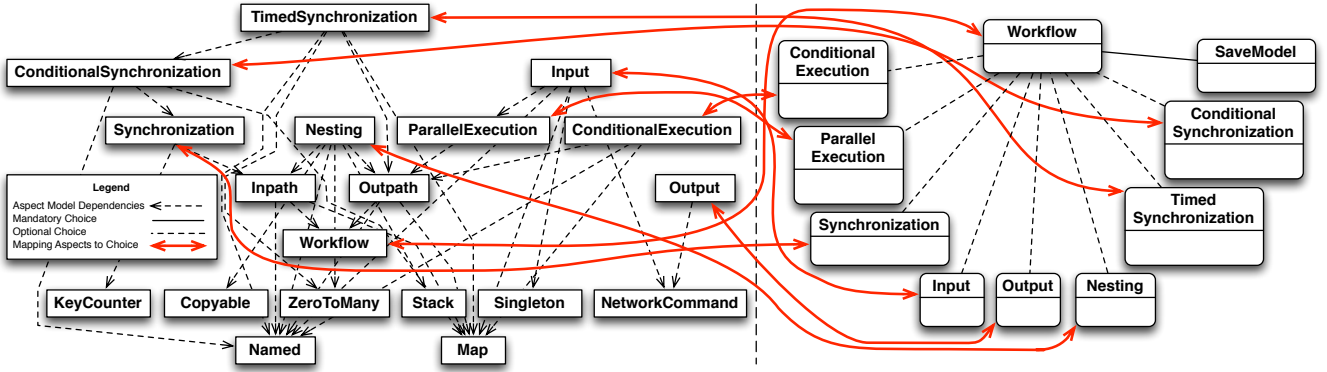 TimedSynchronization
ConditionalSynchronization
Input
Synchronization
Nesting
ParallelExecution
ConditionalExecution
Inpath
Outpath
Output
Legend
Aspect Model Dependencies
Mandatory Choice
Optional Choice
Mapping Aspects to Choice
Workflow
KeyCounter
Copyable
ZeroToMany
Stack
Singleton
NetworkCommand
Named
Map
Workflow
Conditional
Execution
SaveModel
Conditional
Synchronization
Parallel
Execution
Timed
Synchronization
Synchronization
Input
Output
Nesting